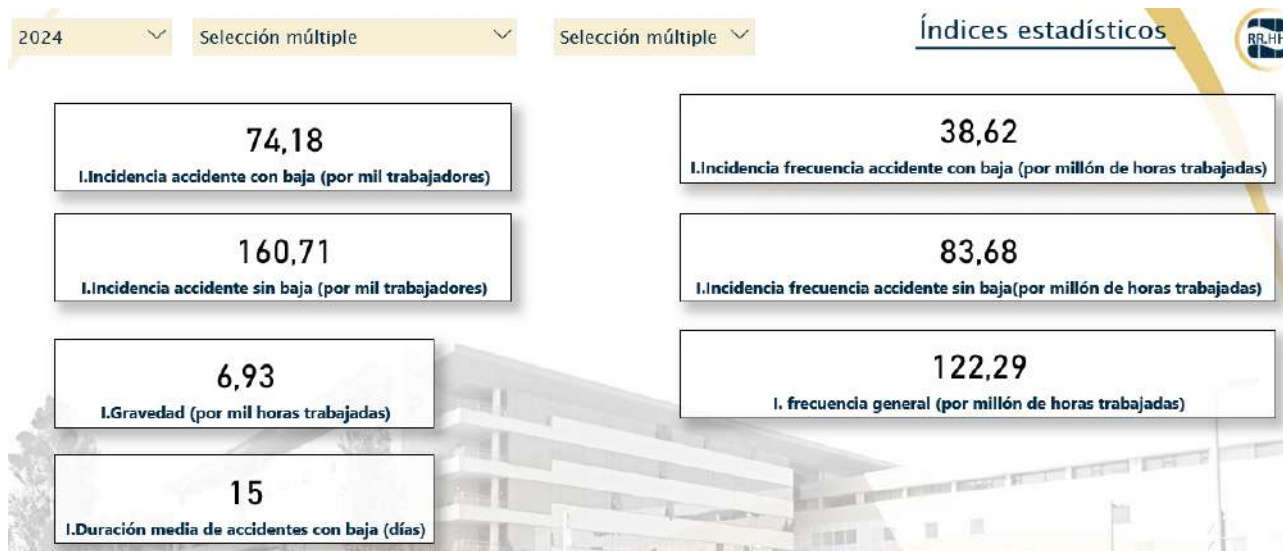 2024
Selección múltiple
Selección múltiple
Índices estadísticos
RR.HH
74,18
I.Incidencia accidente con baja (por mil trabajadores)
38,62
I.Incidencia frecuencia accidente con baja (por millón de horas trabajadas)
160,71
I.Incidencia accidente sin baja (por mil trabajadores)
83,68
I.Incidencia frecuencia accidente sin baja(por millón de horas trabajadas)
6,93
I.Gravedad (por mil horas trabajadas)
122,29
I. frecuencia general (por millón de horas trabajadas)
15
I.Duración media de accidentes con baja (días)